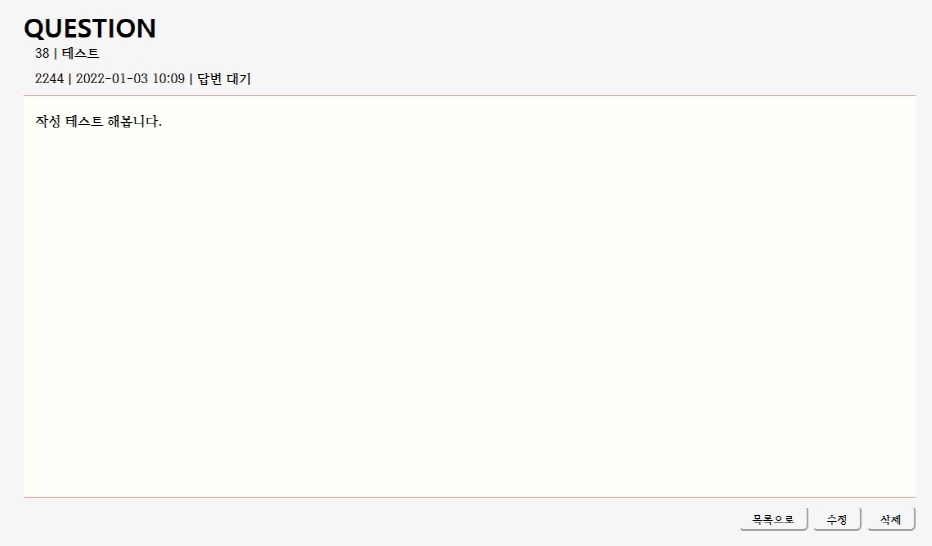 QUESTION
38 | 테스트
2244 | 2022-01-03 10:09 | 답변 대기
작성 테스트 해봅니다.
목록으로 수정 삭제